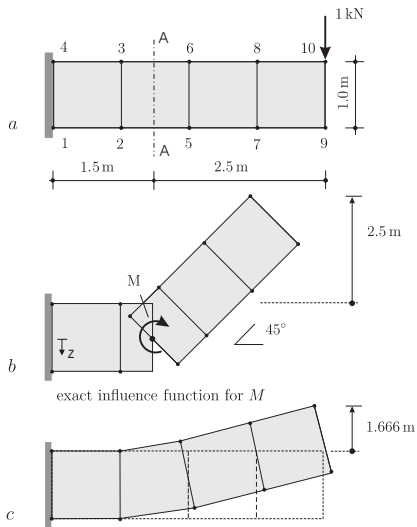 1 kN
A
4 3 6 8 10
1.0 m
a
1 2 5 7 9
A
1.5 m 2.5 m
2.5 m
M
45°
z
b
exact influence function for M
1.666 m
c